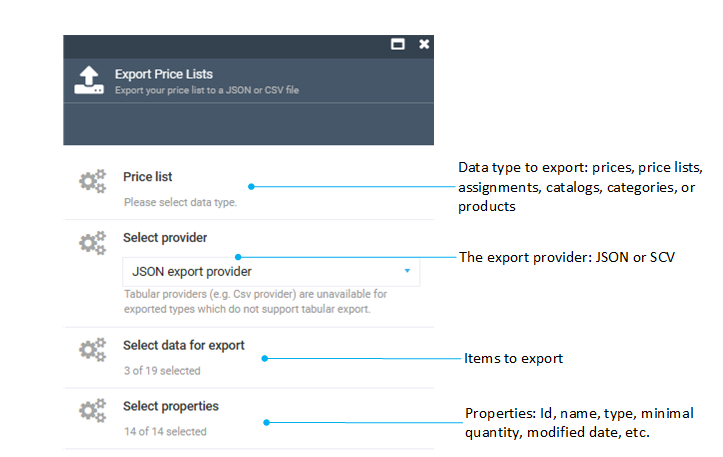 Export Price Lists
Export your price list to a JSON or CSV file
Price list
Please select data type.
Data type to export: prices, price lists,
assignments, catalogs, categories, or
products
Select provider
JSON export provider
The export provider: JSON or SCV
Tabular providers (e.g. Csv provider) are unavailable for
exported types which do not support tabular export.
Select data for export
3 of 19 selected
Items to export
Select properties
14 of 14 selected
Properties: Id, name, type, minimal
quantity, modified date, etc.